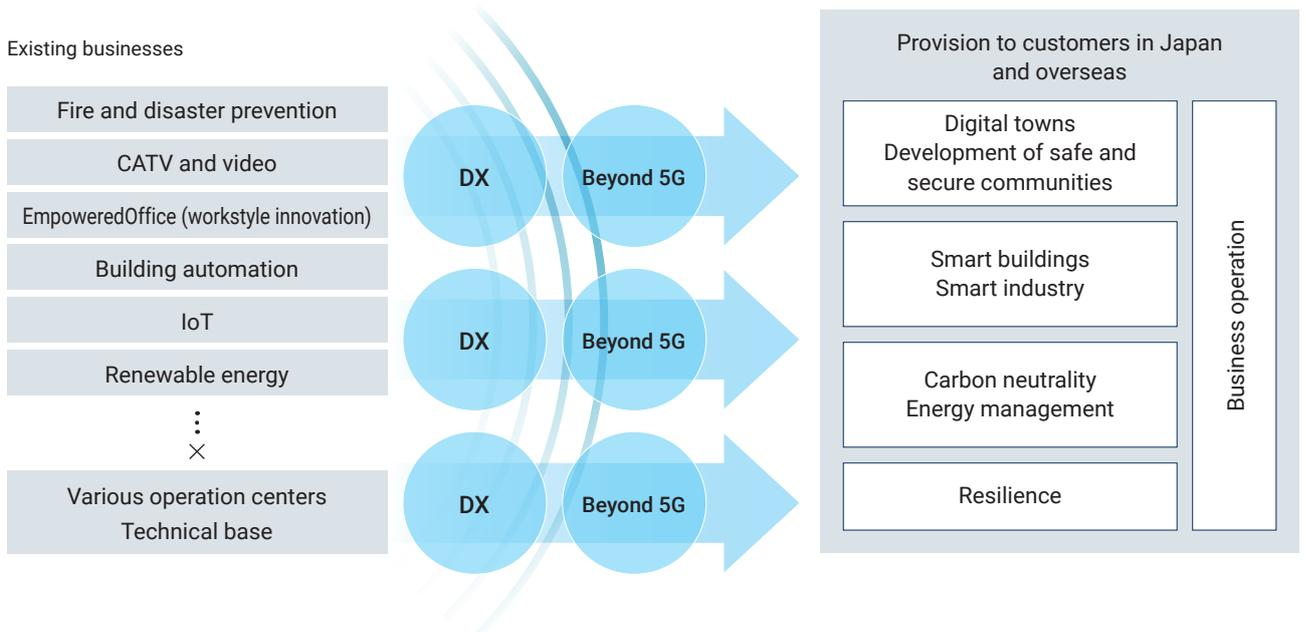 Existing businesses
Fire and disaster prevention
CATV and video
EmpoweredOffice (workstyle innovation)
Building automation
IoT
Renewable energy
⋮
×
Various operation centers
Technical base
DX
Beyond 5G
DX
Beyond 5G
DX
Beyond 5G
Provision to customers in Japan
and overseas
Digital towns
Development of safe and
secure communities
Smart buildings
Smart industry
Carbon neutrality
Energy management
Resilience
Business operation